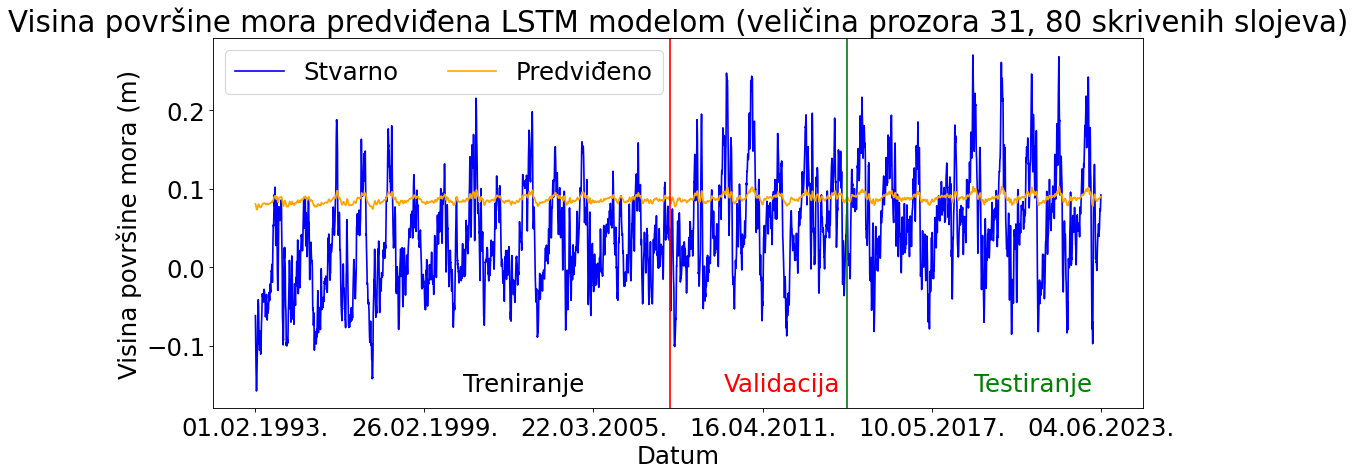 Visina površine mora predviđena LSTM modelom (veličina prozora 31, 80 skrivenih slojeva)
Stvarno
Predviđeno
Visina površine mora (m)
0.2
0.1
0.0
−0.1
Treniranje
Validacija
Testiranje
01.02.1993.
26.02.1999.
22.03.2005.
16.04.2011.
10.05.2017.
04.06.2023.
Datum